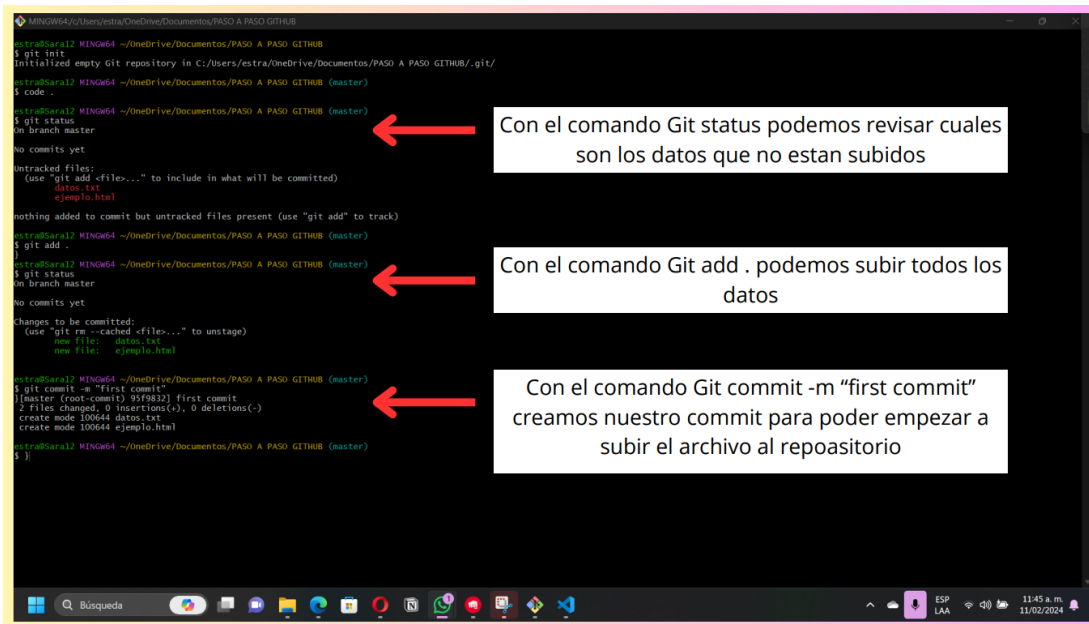 MINGW64:/c/Users/estra/OneDrive/Documentos/PASO A PASO GITHUB
estra@Sara12 MINGW64 ~/OneDrive/Documentos/PASO A PASO GITHUB
$ git init
Initialized empty Git repository in C:/Users/estra/OneDrive/Documentos/PASO A PASO GITHUB/.git/
estra@Sara12 MINGW64 ~/OneDrive/Documentos/PASO A PASO GITHUB (master)
$ code .
estra@Sara12 MINGW64 ~/OneDrive/Documentos/PASO A PASO GITHUB (master)
$ git status
On branch master
No commits yet
Untracked files:
(use "git add <file>..." to include in what will be committed)
datos.txt
ejemplo.html
nothing added to commit but untracked files present (use "git add" to track)
estra@Sara12 MINGW64 ~/OneDrive/Documentos/PASO A PASO GITHUB (master)
$ git add .
}
estra@Sara12 MINGW64 ~/OneDrive/Documentos/PASO A PASO GITHUB (master)
$ git status
On branch master
No commits yet
Changes to be committed:
(use "git rm --cached <file>..." to unstage)
new file: datos.txt
new file: ejemplo.html
estra@Sara12 MINGW64 ~/OneDrive/Documentos/PASO A PASO GITHUB (master)
$ git commit -m "first commit"
}[master (root-commit) 95f9832] first commit
2 files changed, 0 insertions(+), 0 deletions(-)
create mode 100644 datos.txt
create mode 100644 ejemplo.html
estra@Sara12 MINGW64 ~/OneDrive/Documentos/PASO A PASO GITHUB (master)
$ }
Con el comando Git status podemos revisar cuales
son los datos que no estan subidos
Con el comando Git add . podemos subir todos los
datos
Con el comando Git commit -m “first commit”
creamos nuestro commit para poder empezar a
subir el archivo al repoasitorio
Búsqueda
1
ESP
LAA
11:45 a. m.
11/02/2024